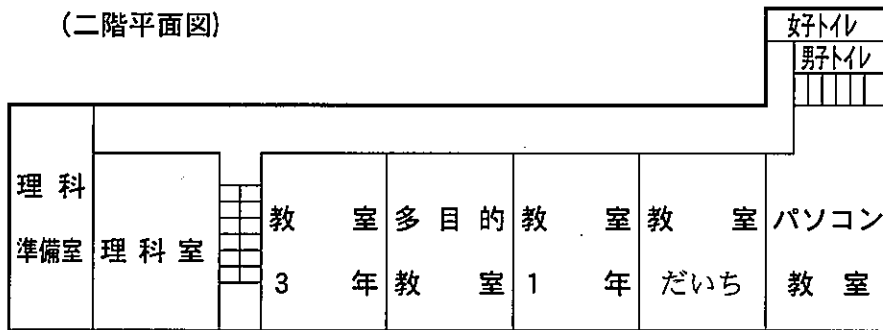 (二階平面図)
女子トイレ
男子トイレ
理科
準備室
理科室
教室
3年
多目的
教室
教室
1年
教室
だいち
パソコン
教室